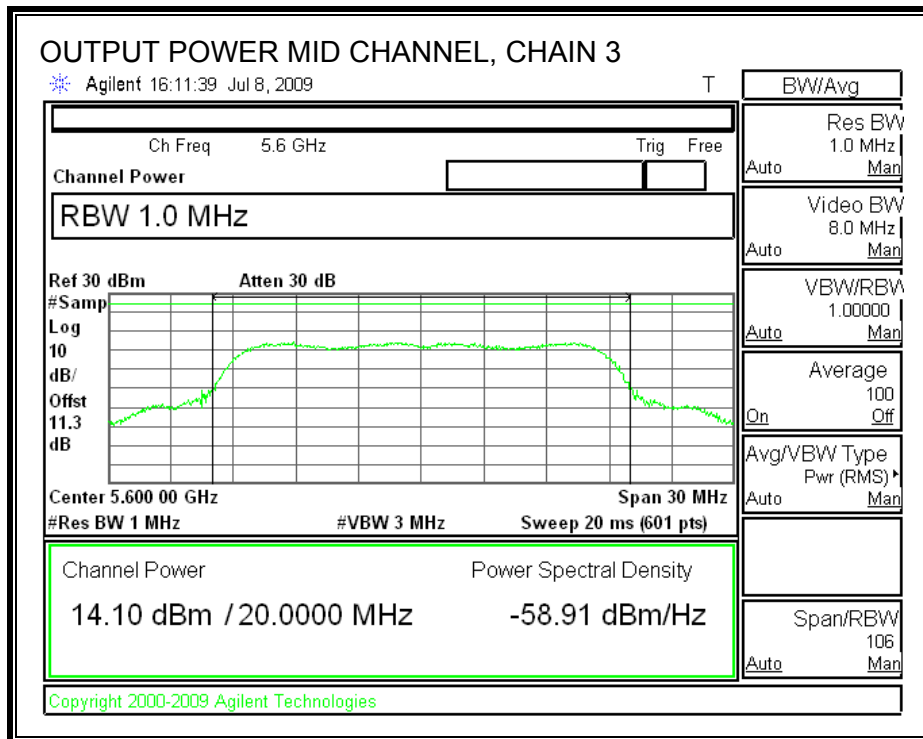 OUTPUT POWER MID CHANNEL, CHAIN 3
Agilent 16:11:39 Jul 8, 2009 T
Ch Freq 5.6 GHz Trig Free
Channel Power
RBW 1.0 MHz
Ref 30 dBm Atten 30 dB
#Samp
Log
10
dB/
Offst
11.3
dB
Center 5.600 00 GHz Span 30 MHz
#Res BW 1 MHz #VBW 3 MHz Sweep 20 ms (601 pts)
Channel Power Power Spectral Density
14.10 dBm / 20.0000 MHz -58.91 dBm/Hz
Copyright 2000-2009 Agilent Technologies
BW/Avg
Res BW
1.0 MHz
Auto Man
Video BW
8.0 MHz
Auto Man
VBW/RBW
1.00000
Auto Man
Average
100
On Off
Avg/VBW Type
Pwr (RMS)
Auto Man
Span/RBW
106
Auto Man